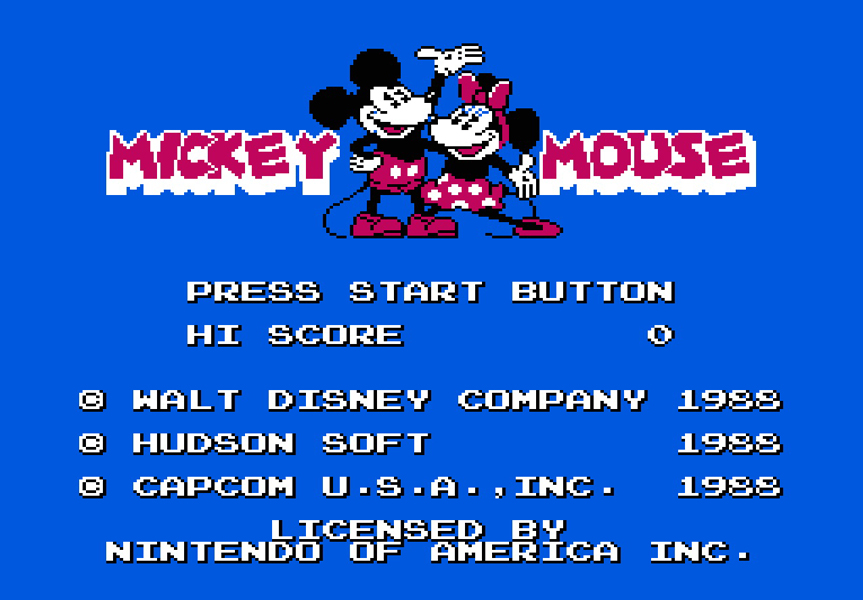 MICKEY MOUSE
PRESS START BUTTON
HI SCORE 0
© WALT DISNEY COMPANY 1988
© HUDSON SOFT 1988
© CAPCOM U.S.A.,INC. 1988
LICENSED BY
NINTENDO OF AMERICA INC.